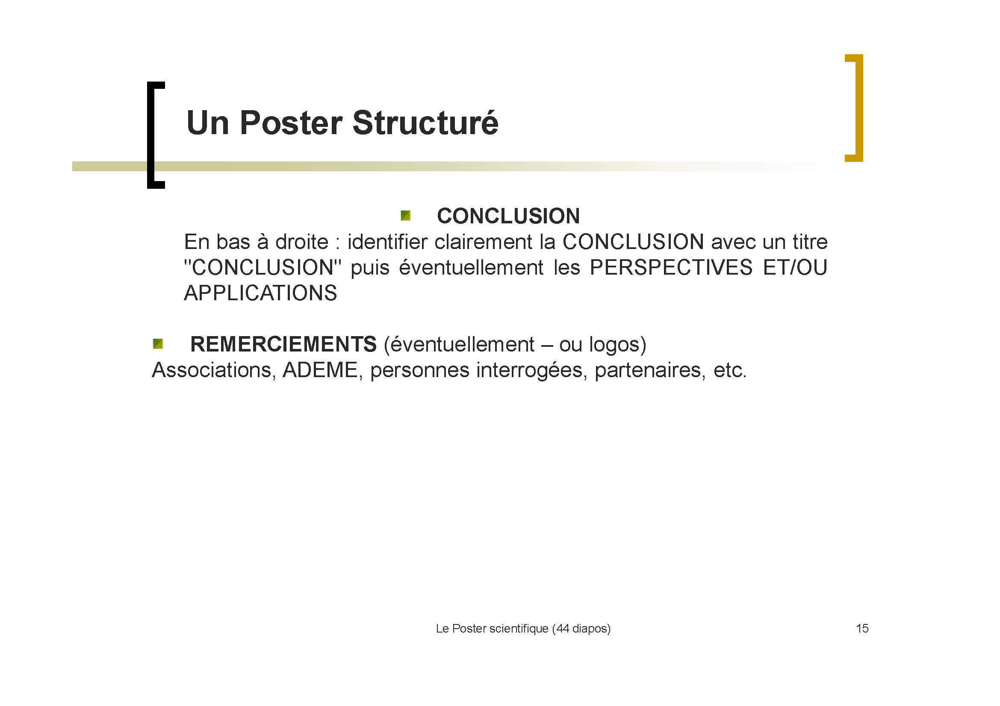 Un Poster Structuré
CONCLUSION
En bas à droite : identifier clairement la CONCLUSION avec un titre
"CONCLUSION" puis éventuellement les PERSPECTIVES ET/OU
APPLICATIONS
REMERCIEMENTS (éventuellement – ou logos)
Associations, ADEME, personnes interrogées, partenaires, etc.
Le Poster scientifique (44 diapos)
15